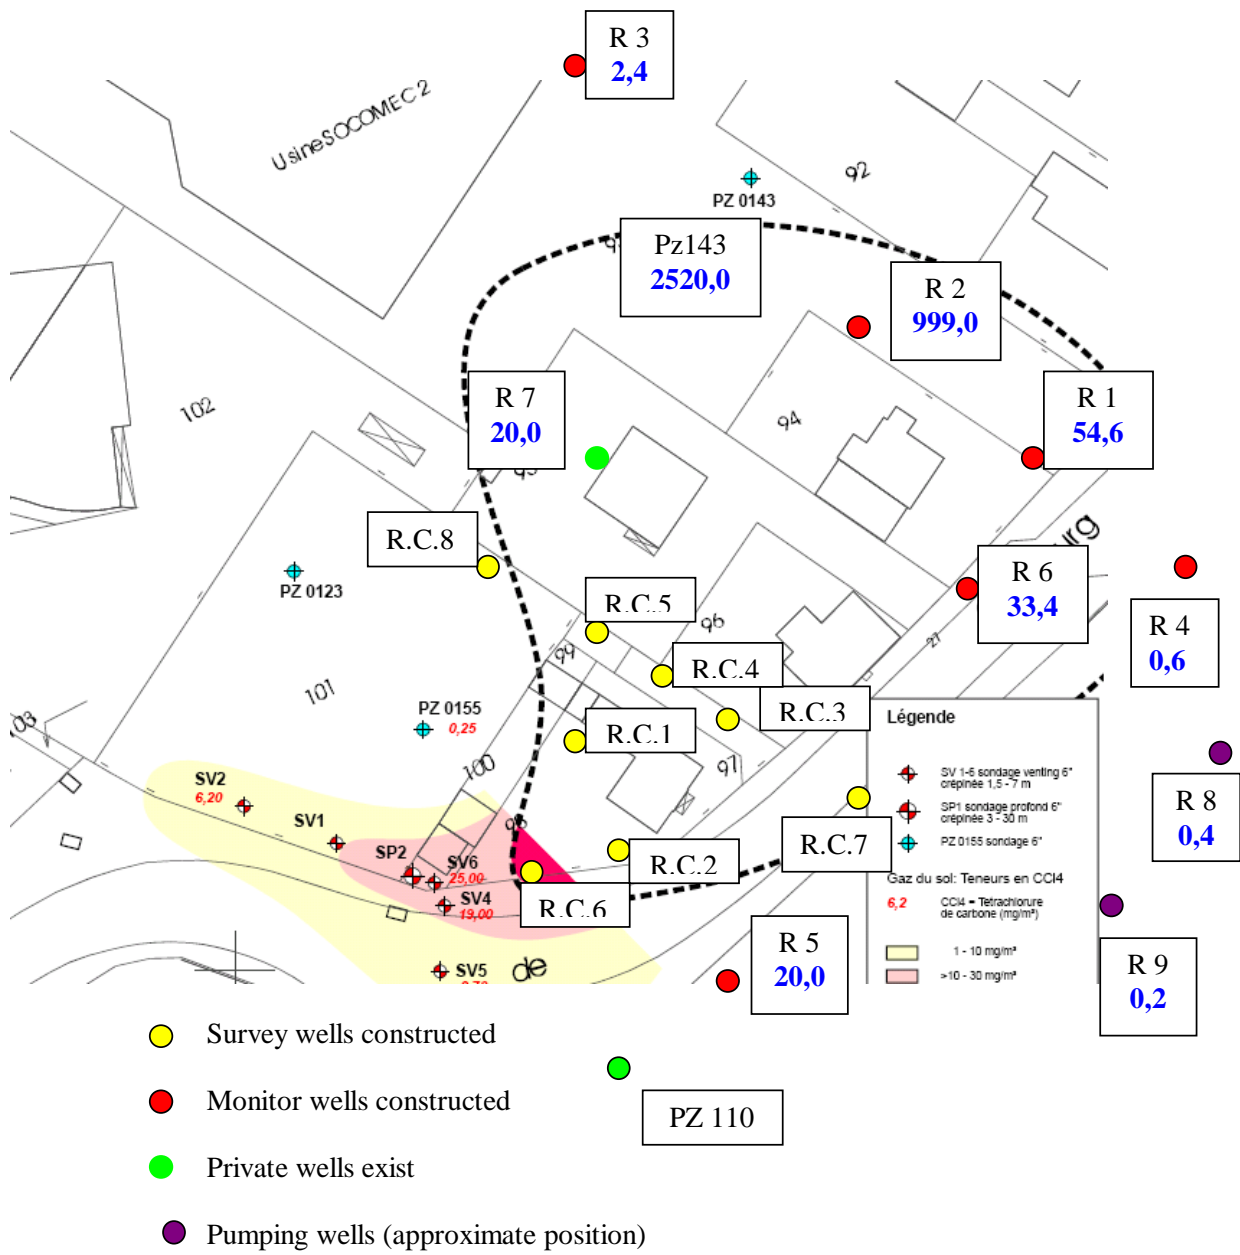 R 3
2,4
Usine SOCOMEC 2
92
PZ 0143
Pz143
2520,0
R 2
999,0
R 7
20,0
R 1
54,6
102
94
R.C.8
PZ 0123
R.C.5
96
R 6
33,4
27
R 4
0,6
99
R.C.4
101
PZ 0155
0,25
R.C.3
R.C.1
97
100
Légende
SV 1-6 sondage venting 6"
crépinée 1,5 - 7 m
SP1 sondage profond 6"
crépinée 3 - 30 m
PZ 0155 sondage 6"
Gaz du sol: Teneurs en CCl4
6,2
CCl4 = Tetrachlorure
de carbone (mg/m³)
1 - 10 mg/m³
>10 - 30 mg/m³
SV2
6,20
SV1
SP2
SV6
25,00
SV4
19,00
R.C.2
R.C.7
R.C.6
R 8
0,4
SV5
de
R 5
20,0
R 9
0,2
Survey wells constructed
Monitor wells constructed
PZ 110
Private wells exist
Pumping wells (approximate position)